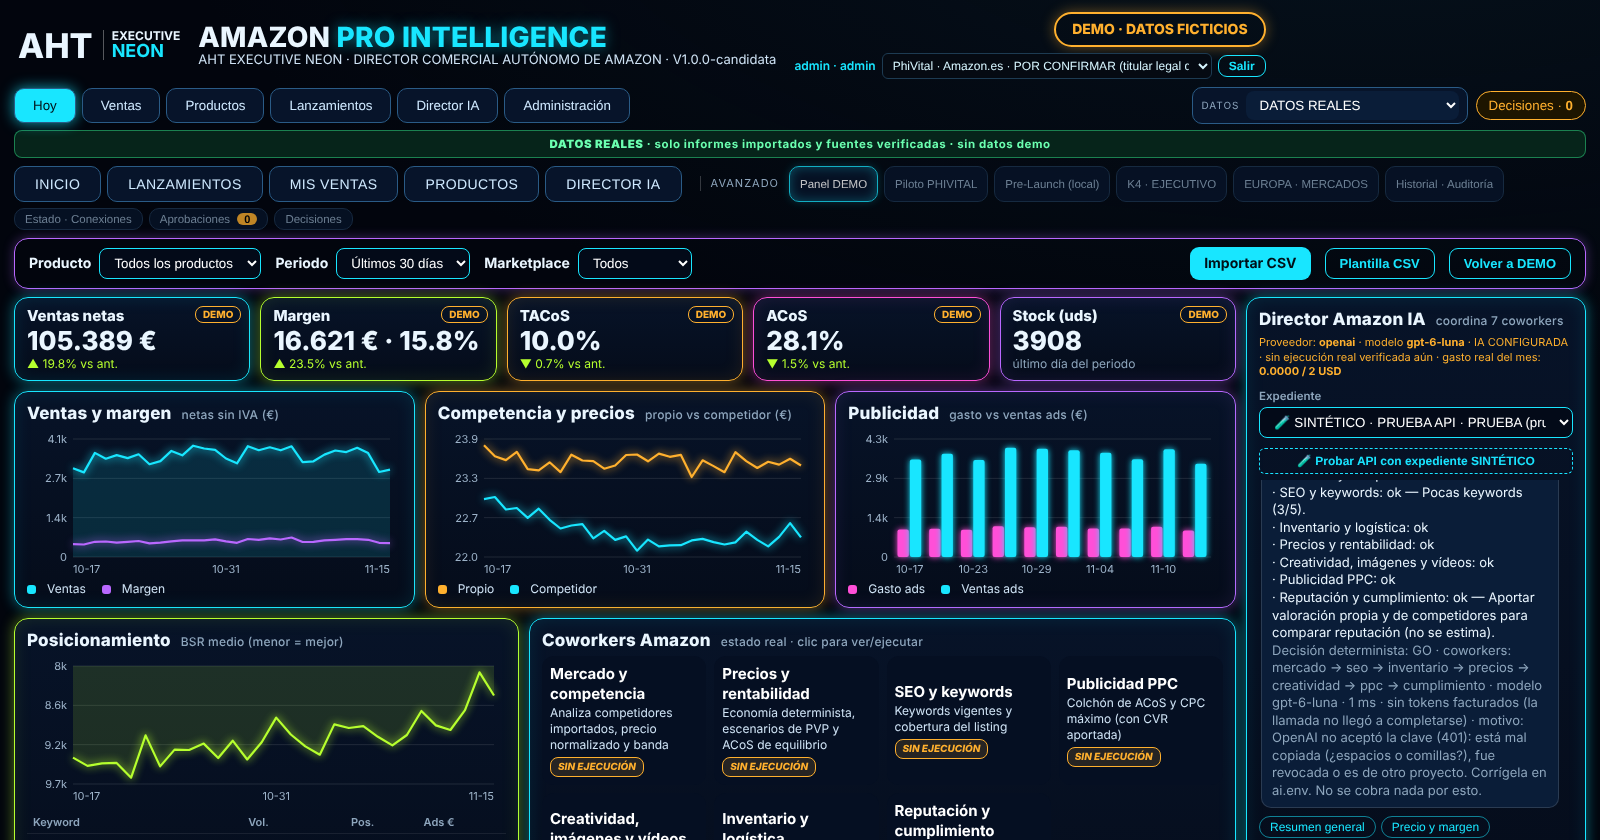 AHT EXECUTIVE NEON
AMAZON PRO INTELLIGENCE
AHT EXECUTIVE NEON · DIRECTOR COMERCIAL AUTÓNOMO DE AMAZON · V1.0.0-candidata
DEMO · DATOS FICTICIOS
admin · admin
PhiVital · Amazon.es · POR CONFIRMAR (titular legal c
Salir
Hoy
Ventas
Productos
Lanzamientos
Director IA
Administración
DATOS
DATOS REALES
Decisiones · 0
DATOS REALES · solo informes importados y fuentes verificadas · sin datos demo
INICIO
LANZAMIENTOS
MIS VENTAS
PRODUCTOS
DIRECTOR IA
AVANZADO
Panel DEMO
Piloto PHIVITAL
Pre-Launch (local)
K4 · EJECUTIVO
EUROPA · MERCADOS
Historial · Auditoría
Estado · Conexiones
Aprobaciones 0
Decisiones
Producto
Todos los productos
Periodo
Últimos 30 días
Marketplace
Todos
Importar CSV
Plantilla CSV
Volver a DEMO
Ventas netas
DEMO
105.389 €
▲ 19.8% vs ant.
Margen
DEMO
16.621 € · 15.8%
▲ 23.5% vs ant.
TACoS
DEMO
10.0%
▼ 0.7% vs ant.
ACoS
DEMO
28.1%
▼ 1.5% vs ant.
Stock (uds)
DEMO
3908
último día del periodo
Ventas y margen netas sin IVA (€)
4.1k
2.7k
1.4k
0
10-17
10-31
11-15
Ventas
Margen
Competencia y precios propio vs competidor (€)
23.9
23.3
22.7
22.0
10-17
10-31
11-15
Propio
Competidor
Publicidad gasto vs ventas ads (€)
4.3k
2.9k
1.4k
0
10-17
10-23
10-29
11-04
11-10
Gasto ads
Ventas ads
Posicionamiento BSR medio (menor = mejor)
8k
8.6k
9.2k
9.7k
10-17
10-31
11-15
Keyword
Vol.
Pos.
Ads €
Coworkers Amazon estado real · clic para ver/ejecutar
Mercado y
competencia
Analiza competidores
importados, precio
normalizado y banda
SIN EJECUCIÓN
Precios y
rentabilidad
Economía determinista,
escenarios de PVP y
ACoS de equilibrio
SIN EJECUCIÓN
SEO y keywords
Keywords vigentes y
cobertura del listing
SIN EJECUCIÓN
Publicidad PPC
Colchón de ACoS y CPC
máximo (con CVR
aportada)
SIN EJECUCIÓN
Creatividad,
imágenes y vídeos
Inventario y
logística
Reputación y
cumplimiento
Director Amazon IA coordina 7 coworkers
Proveedor: openai · modelo gpt-6-luna · IA CONFIGURADA
· sin ejecución real verificada aún · gasto real del mes:
0.0000 / 2 USD
Expediente
SINTÉTICO · PRUEBA API · PRUEBA (pru
Probar API con expediente SINTÉTICO
· SEO y keywords: ok — Pocas keywords
(3/5).
· Inventario y logística: ok
· Precios y rentabilidad: ok
· Creatividad, imágenes y vídeos: ok
· Publicidad PPC: ok
· Reputación y cumplimiento: ok — Aportar
valoración propia y de competidores para
comparar reputación (no se estima).
Decisión determinista: GO · coworkers:
mercado → seo → inventario → precios →
creatividad → ppc → cumplimiento · modelo
gpt-6-luna · 1 ms · sin tokens facturados (la
llamada no llegó a completarse) · motivo:
OpenAI no aceptó la clave (401): está mal
copiada (¿espacios o comillas?), fue
revocada o es de otro proyecto. Corrígela en
ai.env. No se cobra nada por esto.
Resumen general
Precio y margen